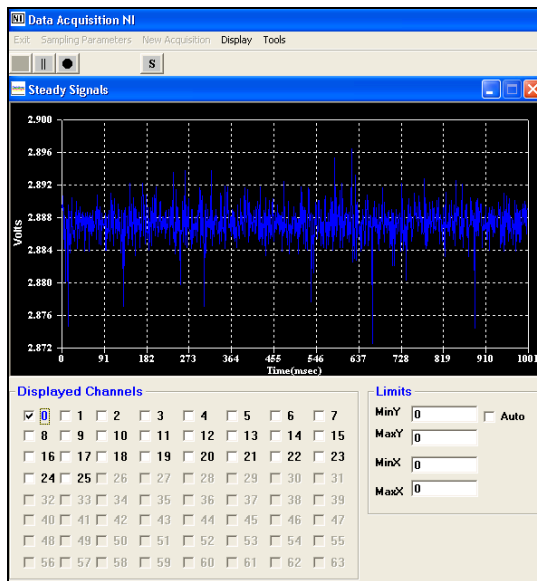 NI Data Acquisition NI
Exit Sampling Parameters New Acquisition Display Tools
S
Steady Signals
2.900
2.896
2.892
2.888
2.884
2.880
2.876
2.872
Volts
0 91 182 273 364 455 546 637 728 819 910 1001
Time(msec)
Displayed Channels
0 1 2 3 4 5 6 7
8 9 10 11 12 13 14 15
16 17 18 19 20 21 22 23
24 25 26 27 28 29 30 31
32 33 34 35 36 37 38 39
40 41 42 43 44 45 46 47
48 49 50 51 52 53 54 55
56 57 58 59 60 61 62 63
Limits
MinY 0 Auto
MaxY 0
MinX 0
MaxX 0